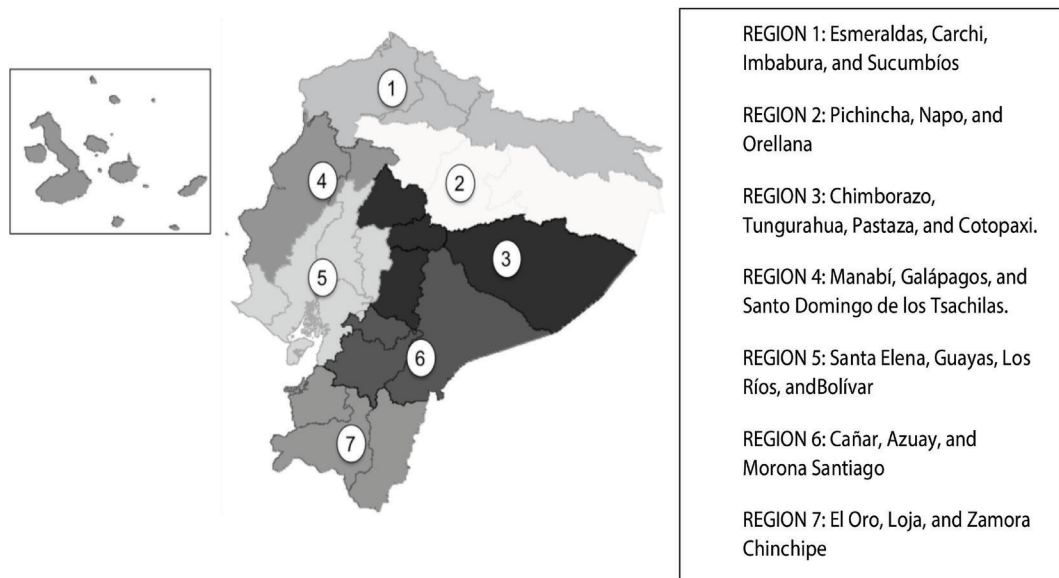 1
2
3
4
5
6
7
REGION 1: Esmeraldas, Carchi,
Imbabura, and Sucumbíos
REGION 2: Pichincha, Napo, and
Orellana
REGION 3: Chimborazo,
Tungurahua, Pastaza, and Cotopaxi.
REGION 4: Manabí, Galápagos, and
Santo Domingo de los Tsachilas.
REGION 5: Santa Elena, Guayas, Los
Ríos, andBolívar
REGION 6: Cañar, Azuay, and
Morona Santiago
REGION 7: El Oro, Loja, and Zamora
Chinchipe